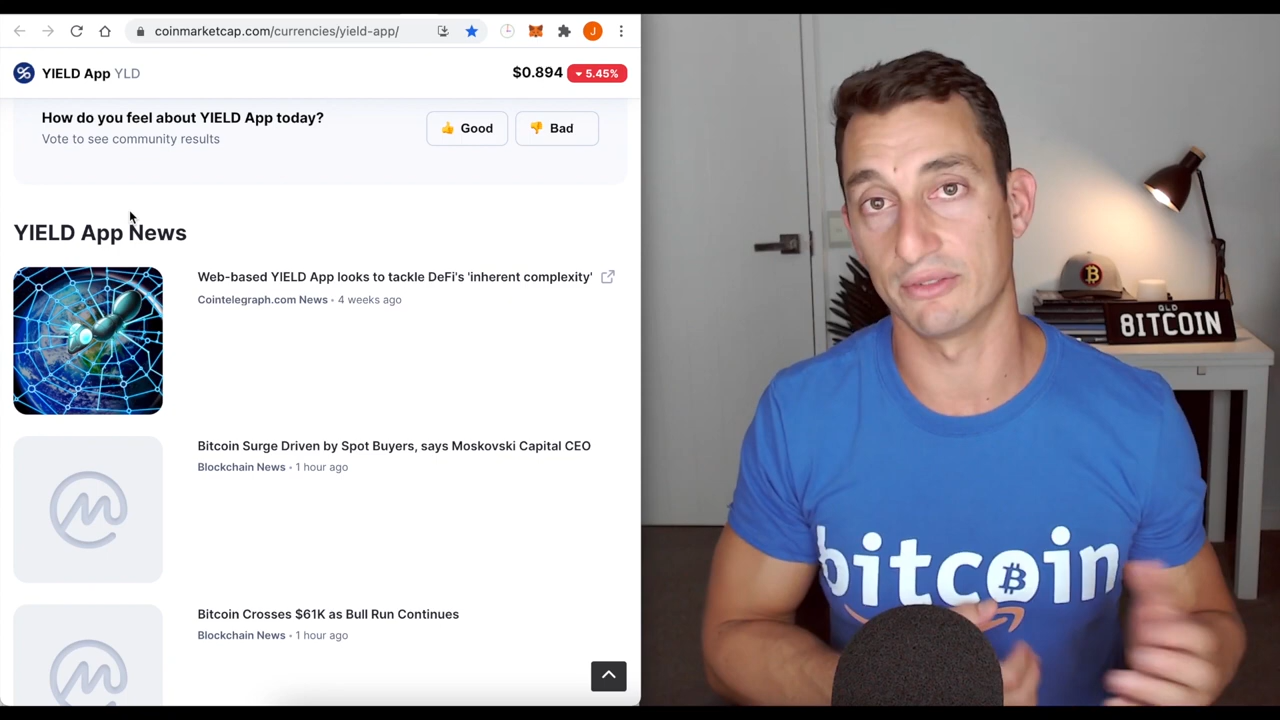 coinmarketcap.com/currencies/yield-app/
J
YIELD App YLD
$0.894
5.45%
How do you feel about YIELD App today?
Vote to see community results
Good
Bad
YIELD App News
Web-based YIELD App looks to tackle DeFi's 'inherent complexity'
Cointelegraph.com News • 4 weeks ago
Bitcoin Surge Driven by Spot Buyers, says Moskovski Capital CEO
Blockchain News • 1 hour ago
Bitcoin Crosses $61K as Bull Run Continues
Blockchain News • 1 hour ago
QLD
8ITCOIN
bitcoin